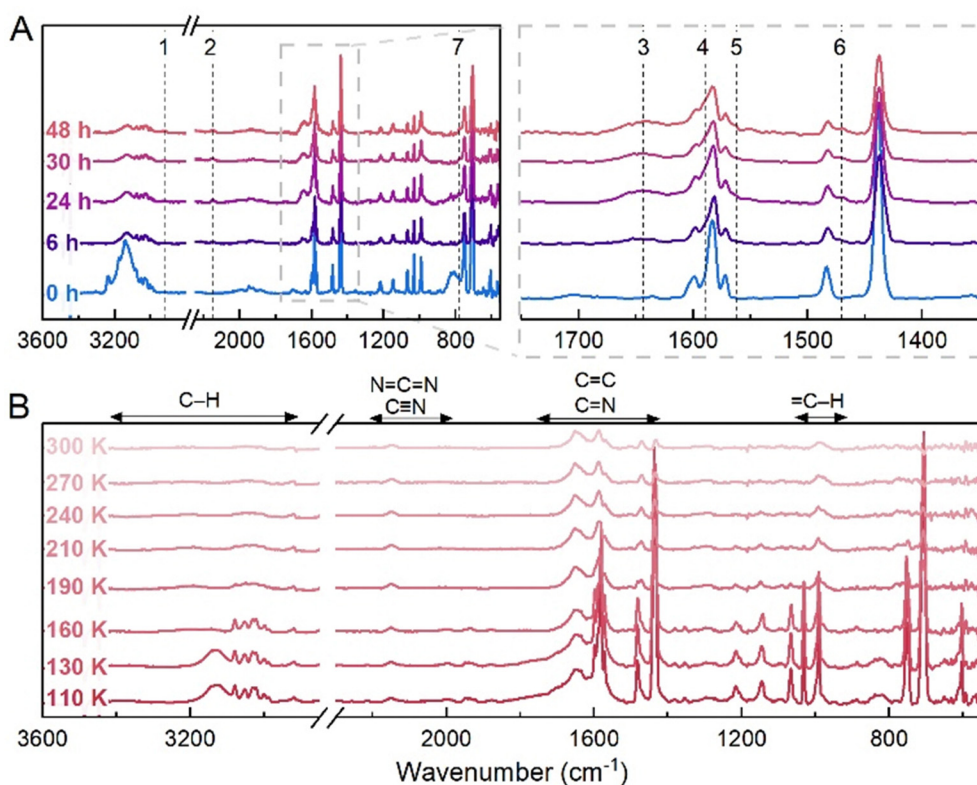 A
1 2 7
3 4 5 6
48 h
30 h
24 h
6 h
0 h
3600 3200 2000 1600 1200 800
1700 1600 1500 1400
B
C–H
N=C=N
C≡N
C=C
C=N
=C–H
300 K
270 K
240 K
210 K
190 K
160 K
130 K
110 K
3600 3200 2000 1600 1200 800
Wavenumber (cm⁻¹)